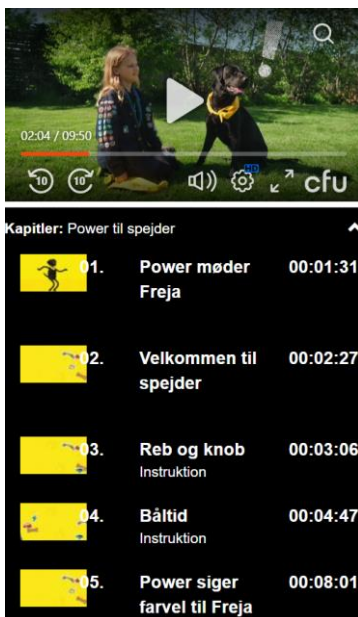 02:04 / 09:50
10
10
HD
cfu
Kapitler: Power til spejder
01. Power møder 00:01:31
Freja
02. Velkommen til 00:02:27
spejder
03. Reb og knob 00:03:06
Instruktion
04. Båltid 00:04:47
Instruktion
05. Power siger 00:08:01
farvel til Freja